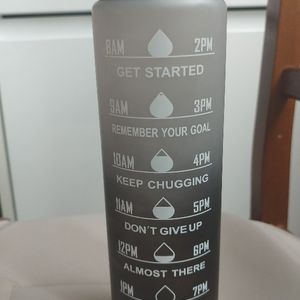 8AM 2PM
GET STARTED
9AM 3PM
REMEMBER YOUR GOAL
10AM 4PM
KEEP CHUGGING
11AM 5PM
DON'T GIVE UP
12PM 6PM
ALMOST THERE
1PM 7PM